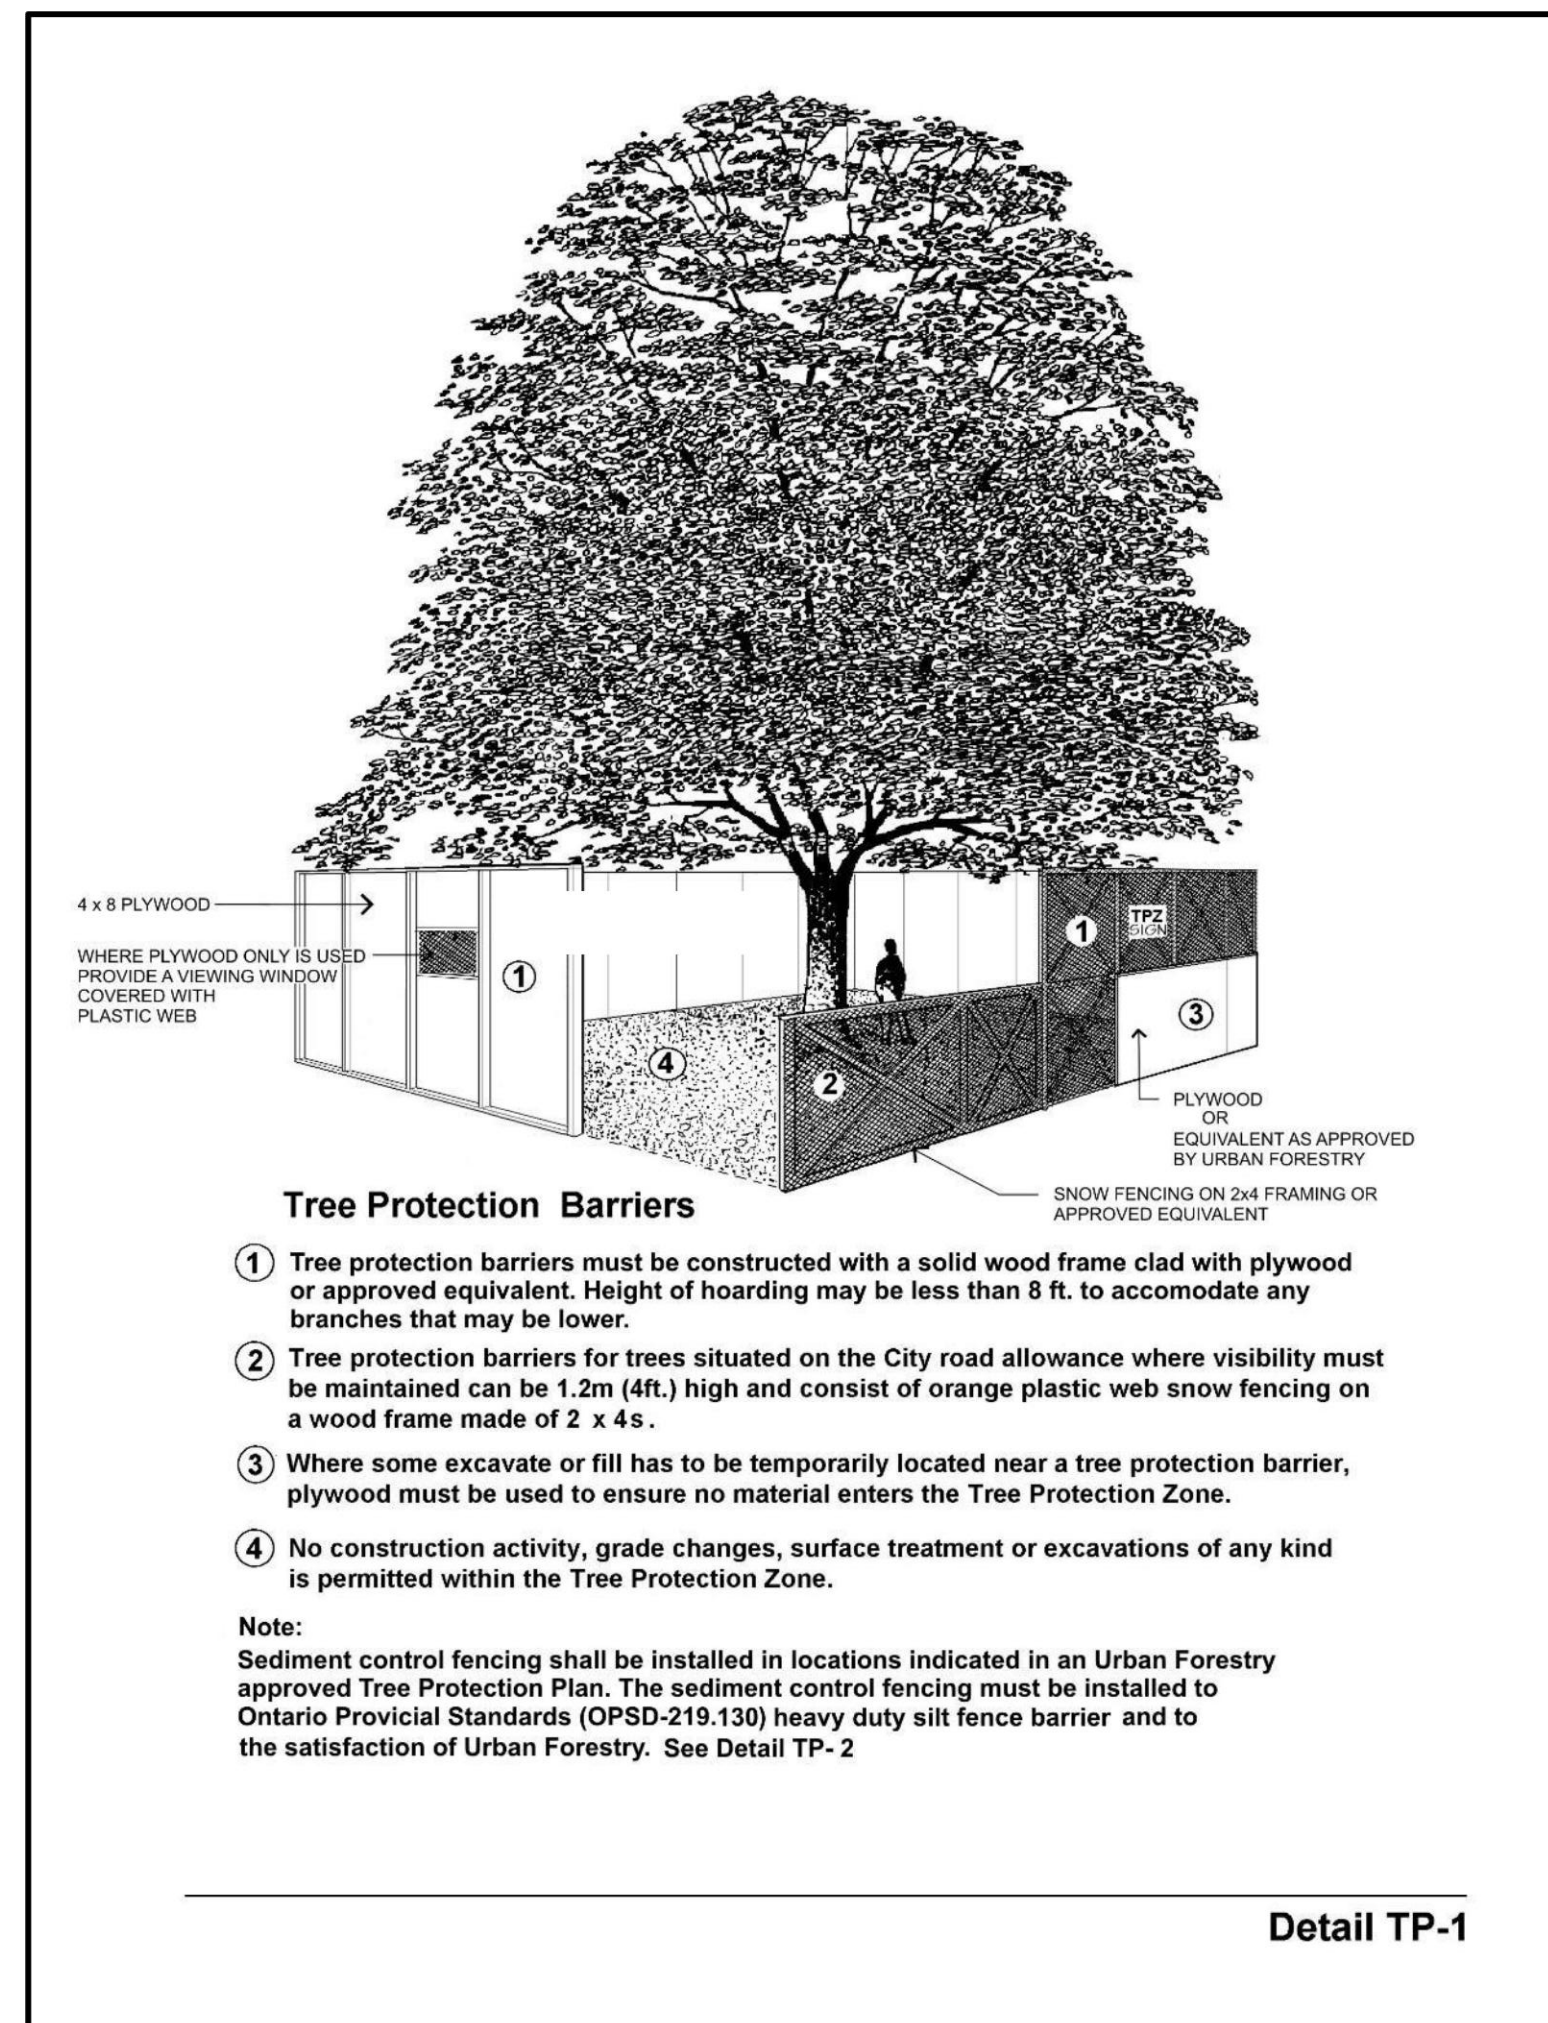 4 x 8 PLYWOOD
WHERE PLYWOOD ONLY IS USED
PROVIDE A VIEWING WINDOW
COVERED WITH
PLASTIC WEB
1
4
2
1
TPZ
SIGN
3
PLYWOOD
OR
EQUIVALENT AS APPROVED
BY URBAN FORESTRY
SNOW FENCING ON 2x4 FRAMING OR
APPROVED EQUIVALENT
Tree Protection Barriers
1 Tree protection barriers must be constructed with a solid wood frame clad with plywood
or approved equivalent. Height of hoarding may be less than 8 ft. to accomodate any
branches that may be lower.
2 Tree protection barriers for trees situated on the City road allowance where visibility must
be maintained can be 1.2m (4ft.) high and consist of orange plastic web snow fencing on
a wood frame made of 2 x 4s.
3 Where some excavate or fill has to be temporarily located near a tree protection barrier,
plywood must be used to ensure no material enters the Tree Protection Zone.
4 No construction activity, grade changes, surface treatment or excavations of any kind
is permitted within the Tree Protection Zone.
Note:
Sediment control fencing shall be installed in locations indicated in an Urban Forestry
approved Tree Protection Plan. The sediment control fencing must be installed to
Ontario Provicial Standards (OPSD-219.130) heavy duty silt fence barrier and to
the satisfaction of Urban Forestry. See Detail TP- 2
Detail TP-1